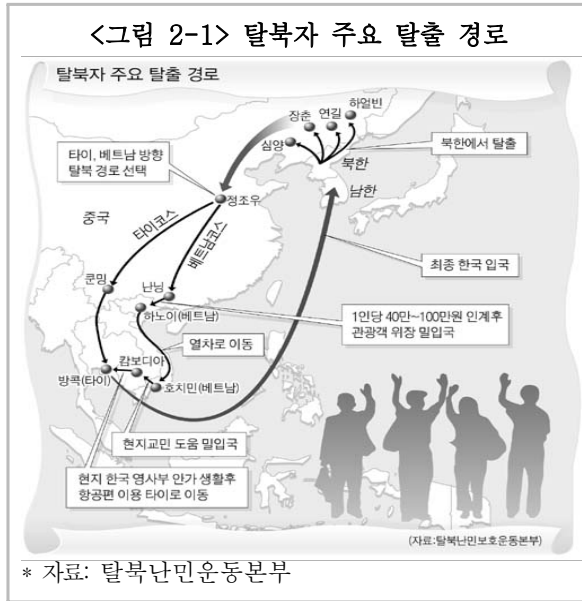 <그림 2-1> 탈북자 주요 탈출 경로
탈북자 주요 탈출 경로
하얼빈
연길
장춘
심양
북한에서 탈출
북한
남한
타이, 베트남 방향
탈북 경로 선택
정조우
중국
타이코스
베트남코스
최종 한국 입국
쿤밍
난닝
하노이(베트남)
1인당 40만~100만원 인계후
관광객 위장 밀입국
열차로 이동
캄보디아
방콕(타이)
호치민(베트남)
현지교민 도움 밀입국
현지 한국 영사부 안가 생활후
항공편 이용 타이로 이동
(자료:탈북난민보호운동본부)
* 자료: 탈북난민운동본부